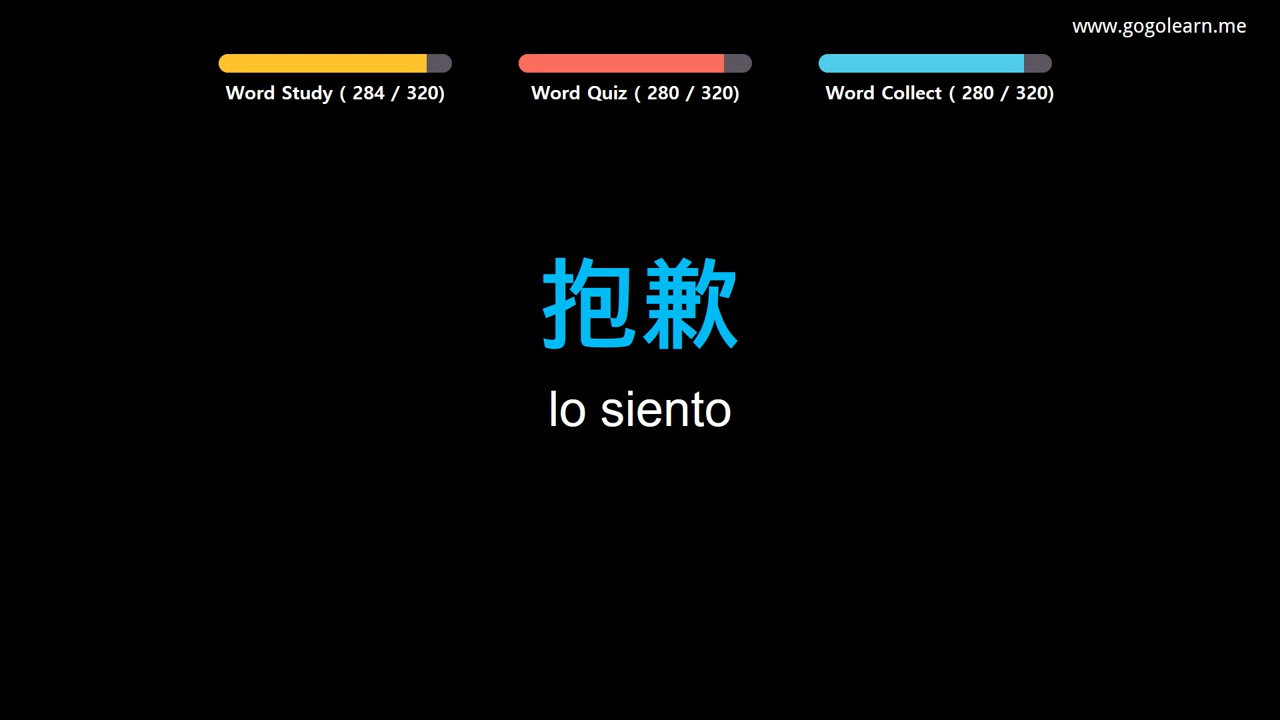 www.gogolearn.me
Word Study ( 284 / 320)
Word Quiz ( 280 / 320)
Word Collect ( 280 / 320)
抱歉
lo siento